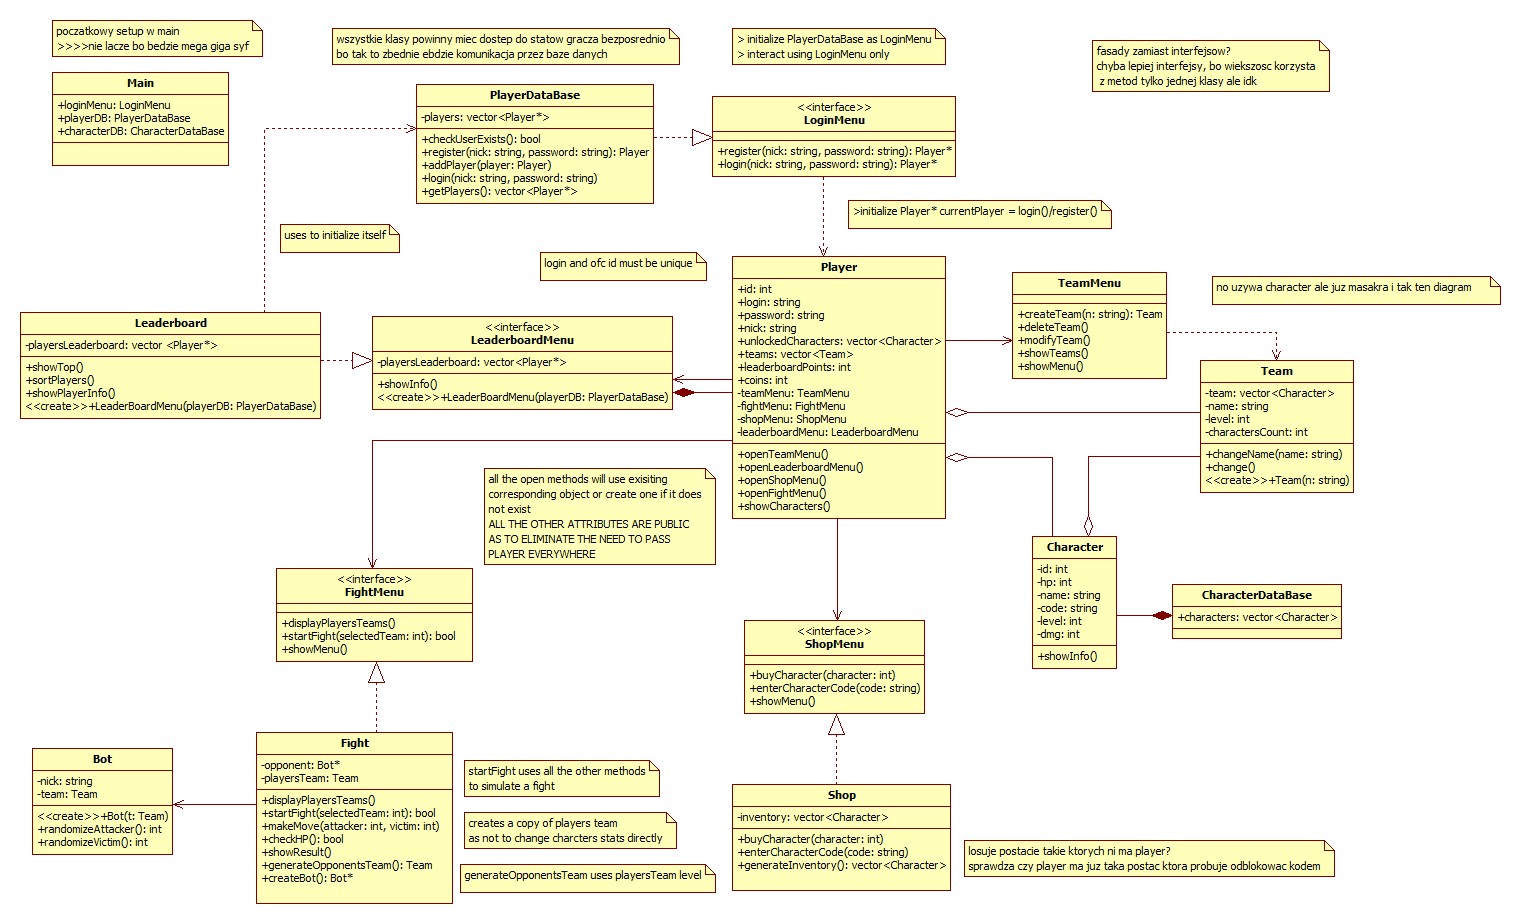 poczatkowy setup w main
>>>>nie lacze bo bedzie mega giga syf
wszystkie klasy powinny miec dostep do statow gracza bezposrednio
bo tak to zbednie ebdzie komunikacja przez baze danych
> initialize PlayerDataBase as LoginMenu
> interact using LoginMenu only
fasady zamiast interfejsow?
chyba lepiej interfejsy, bo wiekszosc korzysta
z metod tylko jednej klasy ale idk
Main
+loginMenu: LoginMenu
+playerDB: PlayerDataBase
+characterDB: CharacterDataBase
PlayerDataBase
-players: vector<Player*>
+checkUserExists(): bool
+register(nick: string, password: string): Player
+addPlayer(player: Player)
+login(nick: string, password: string)
+getPlayers(): vector<Player*>
<<interface>>
LoginMenu
+register(nick: string, password: string): Player*
+login(nick: string, password: string): Player*
>initialize Player* currentPlayer = login()/register()
uses to initialize itself
login and ofc id must be unique
Leaderboard
-playersLeaderboard: vector <Player*>
+showTop()
+sortPlayers()
+showPlayerInfo()
<<create>>+LeaderBoardMenu(playerDB: PlayerDataBase)
<<interface>>
LeaderboardMenu
-playersLeaderboard: vector<Player*>
+showInfo()
<<create>>+LeaderBoardMenu(playerDB: PlayerDataBase)
Player
+id: int
+login: string
+password: string
+nick: string
+unlockedCharacters: vector<Character>
+teams: vector<Team>
+leaderboardPoints: int
+coins: int
-teamMenu: TeamMenu
-fightMenu: FightMenu
-shopMenu: ShopMenu
-leaderboardMenu: LeaderboardMenu
+openTeamMenu()
+openLeaderboardMenu()
+openShopMenu()
+openFightMenu()
+showCharacters()
TeamMenu
+createTeam(n: string): Team
+deleteTeam()
+modifyTeam()
+showTeams()
+showMenu()
no uzywa character ale juz masakra i tak ten diagram
Team
-team: vector<Character>
-name: string
-level: int
-charactersCount: int
+changeName(name: string)
+change()
<<create>>+Team(n: string)
all the open methods will use exisiting
corresponding object or create one if it does
not exist
ALL THE OTHER ATTRIBUTES ARE PUBLIC
AS TO ELIMINATE THE NEED TO PASS
PLAYER EVERYWHERE
Character
-id: int
-hp: int
-name: string
-code: string
-level: int
-dmg: int
+showInfo()
CharacterDataBase
+characters: vector<Character>
<<interface>>
FightMenu
+displayPlayersTeams()
+startFight(selectedTeam: int): bool
+showMenu()
<<interface>>
ShopMenu
+buyCharacter(character: int)
+enterCharacterCode(code: string)
+showMenu()
Bot
-nick: string
-team: Team
<<create>>+Bot(t: Team)
+randomizeAttacker(): int
+randomizeVictim(): int
Fight
-opponent: Bot*
-playersTeam: Team
+displayPlayersTeams()
+startFight(selectedTeam: int): bool
+makeMove(attacker: int, victim: int)
+checkHP(): bool
+showResult()
+generateOpponentsTeam(): Team
+createBot(): Bot*
startFight uses all the other methods
to simulate a fight
creates a copy of players team
as not to change charcters stats directly
generateOpponentsTeam uses playersTeam level
Shop
-inventory: vector<Character>
+buyCharacter(character: int)
+enterCharacterCode(code: string)
+generateInventory(): vector<Character>
losuje postacie takie ktorych ni ma player?
sprawdza czy player ma juz taka postac ktora probuje odblokowac kodem